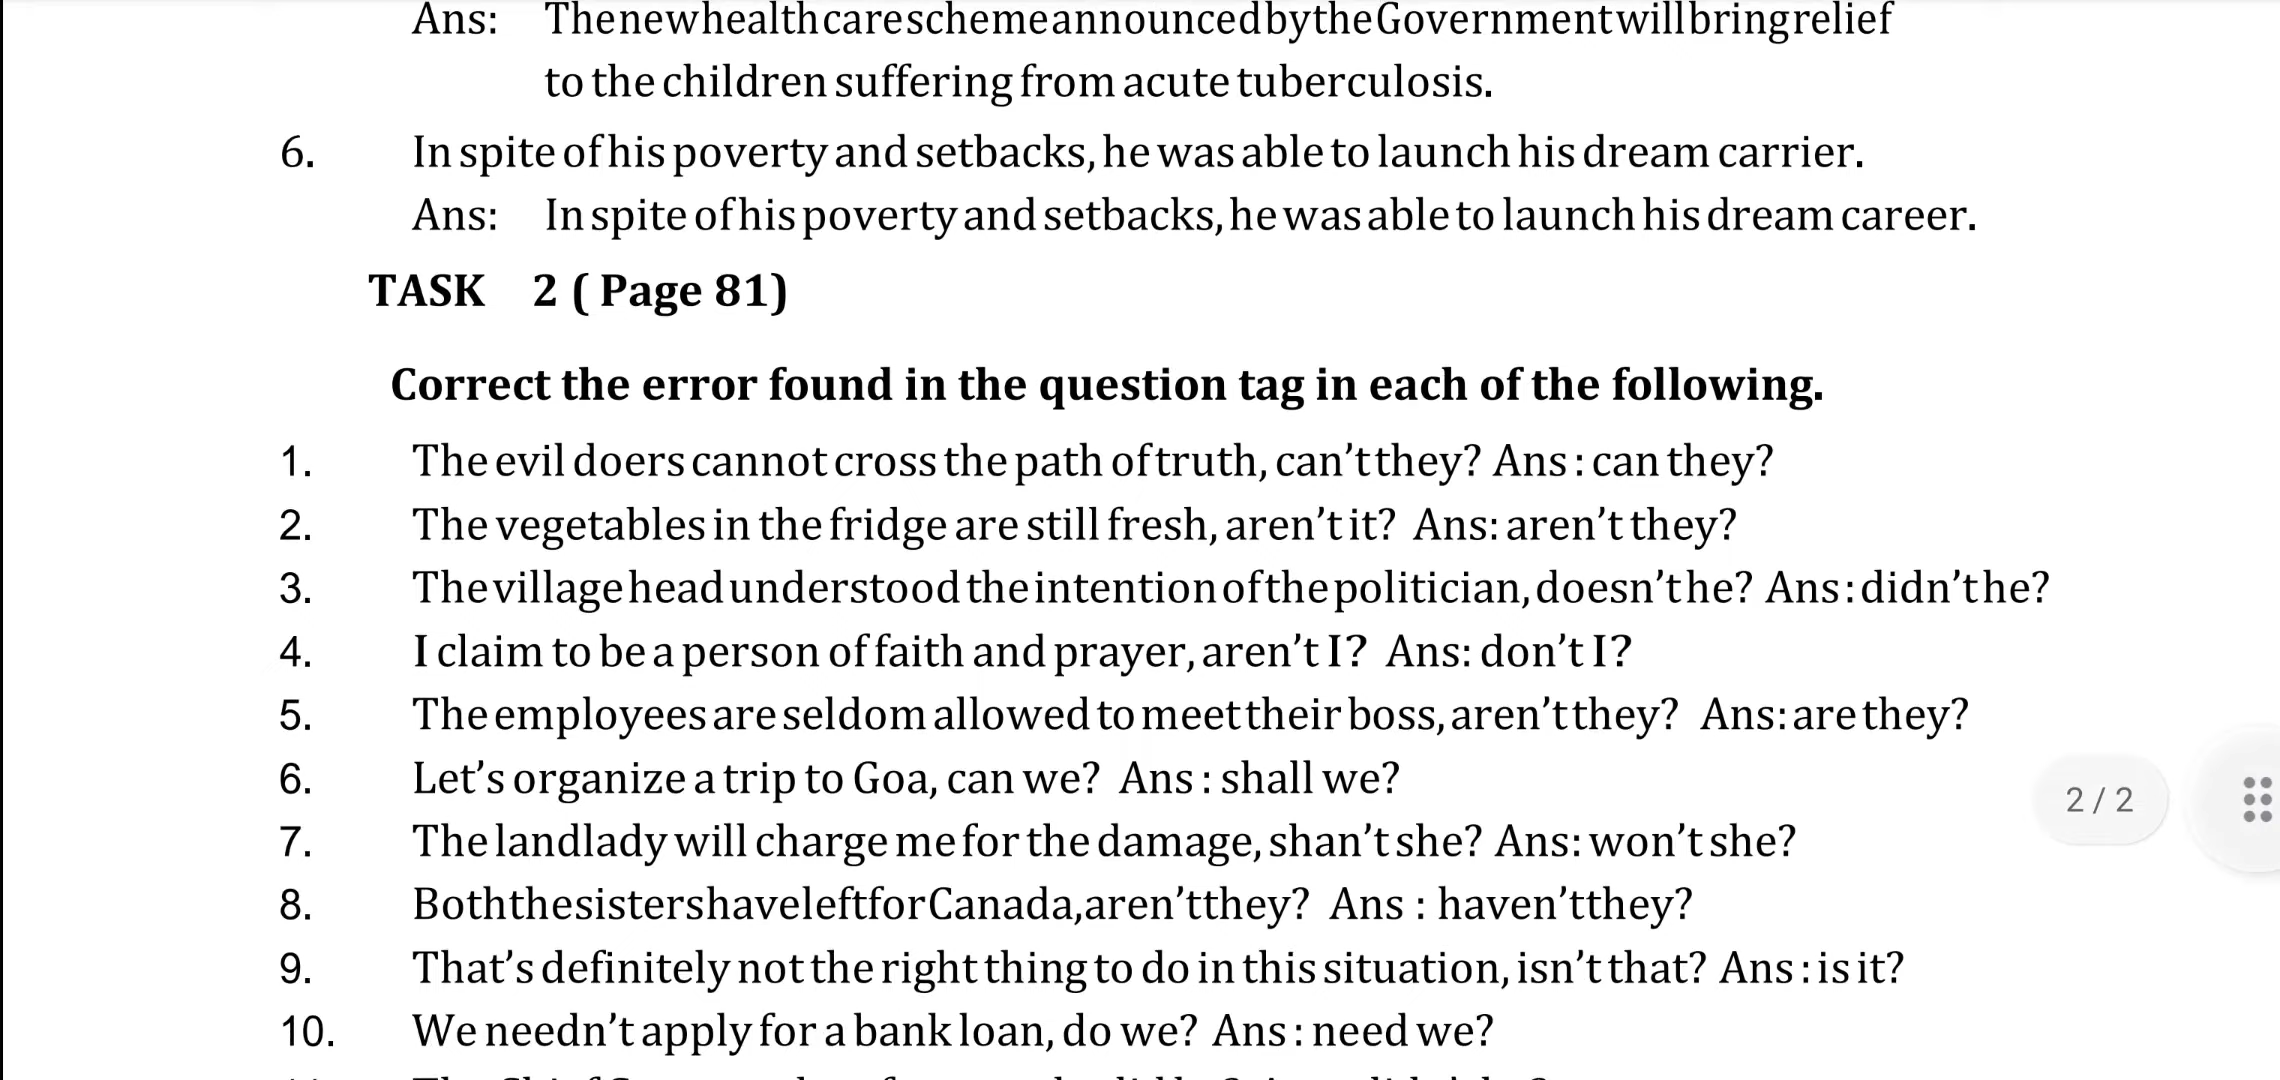 Ans: The new health care scheme announced by the Government will bring relief
to the children suffering from acute tuberculosis.
6. In spite of his poverty and setbacks, he was able to launch his dream carrier.
Ans: In spite of his poverty and setbacks, he was able to launch his dream career.
TASK 2 ( Page 81)
Correct the error found in the question tag in each of the following.
1. The evil doers cannot cross the path of truth, can't they? Ans : can they?
2. The vegetables in the fridge are still fresh, aren't it? Ans: aren't they?
3. The village head understood the intention of the politician, doesn't he? Ans : didn't he?
4. I claim to be a person of faith and prayer, aren't I? Ans: don't I?
5. The employees are seldom allowed to meet their boss, aren't they? Ans: are they?
6. Let's organize a trip to Goa, can we? Ans : shall we?
7. The landlady will charge me for the damage, shan't she? Ans: won't she?
2 / 2
8. Both the sisters have left for Canada, aren't they? Ans : haven't they?
9. That's definitely not the right thing to do in this situation, isn't that? Ans : is it?
10. We needn't apply for a bank loan, do we? Ans : need we?